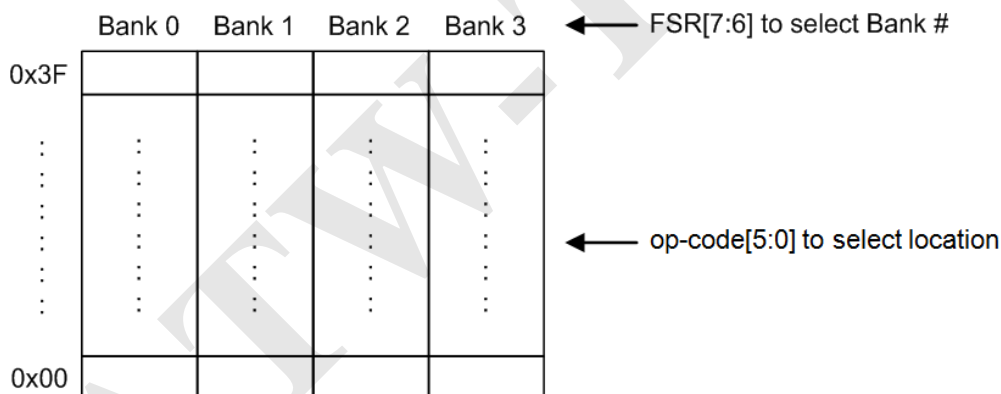 Bank 0 Bank 1 Bank 2 Bank 3 FSR[7:6] to select Bank #
0x3F
op-code[5:0] to select location
0x00